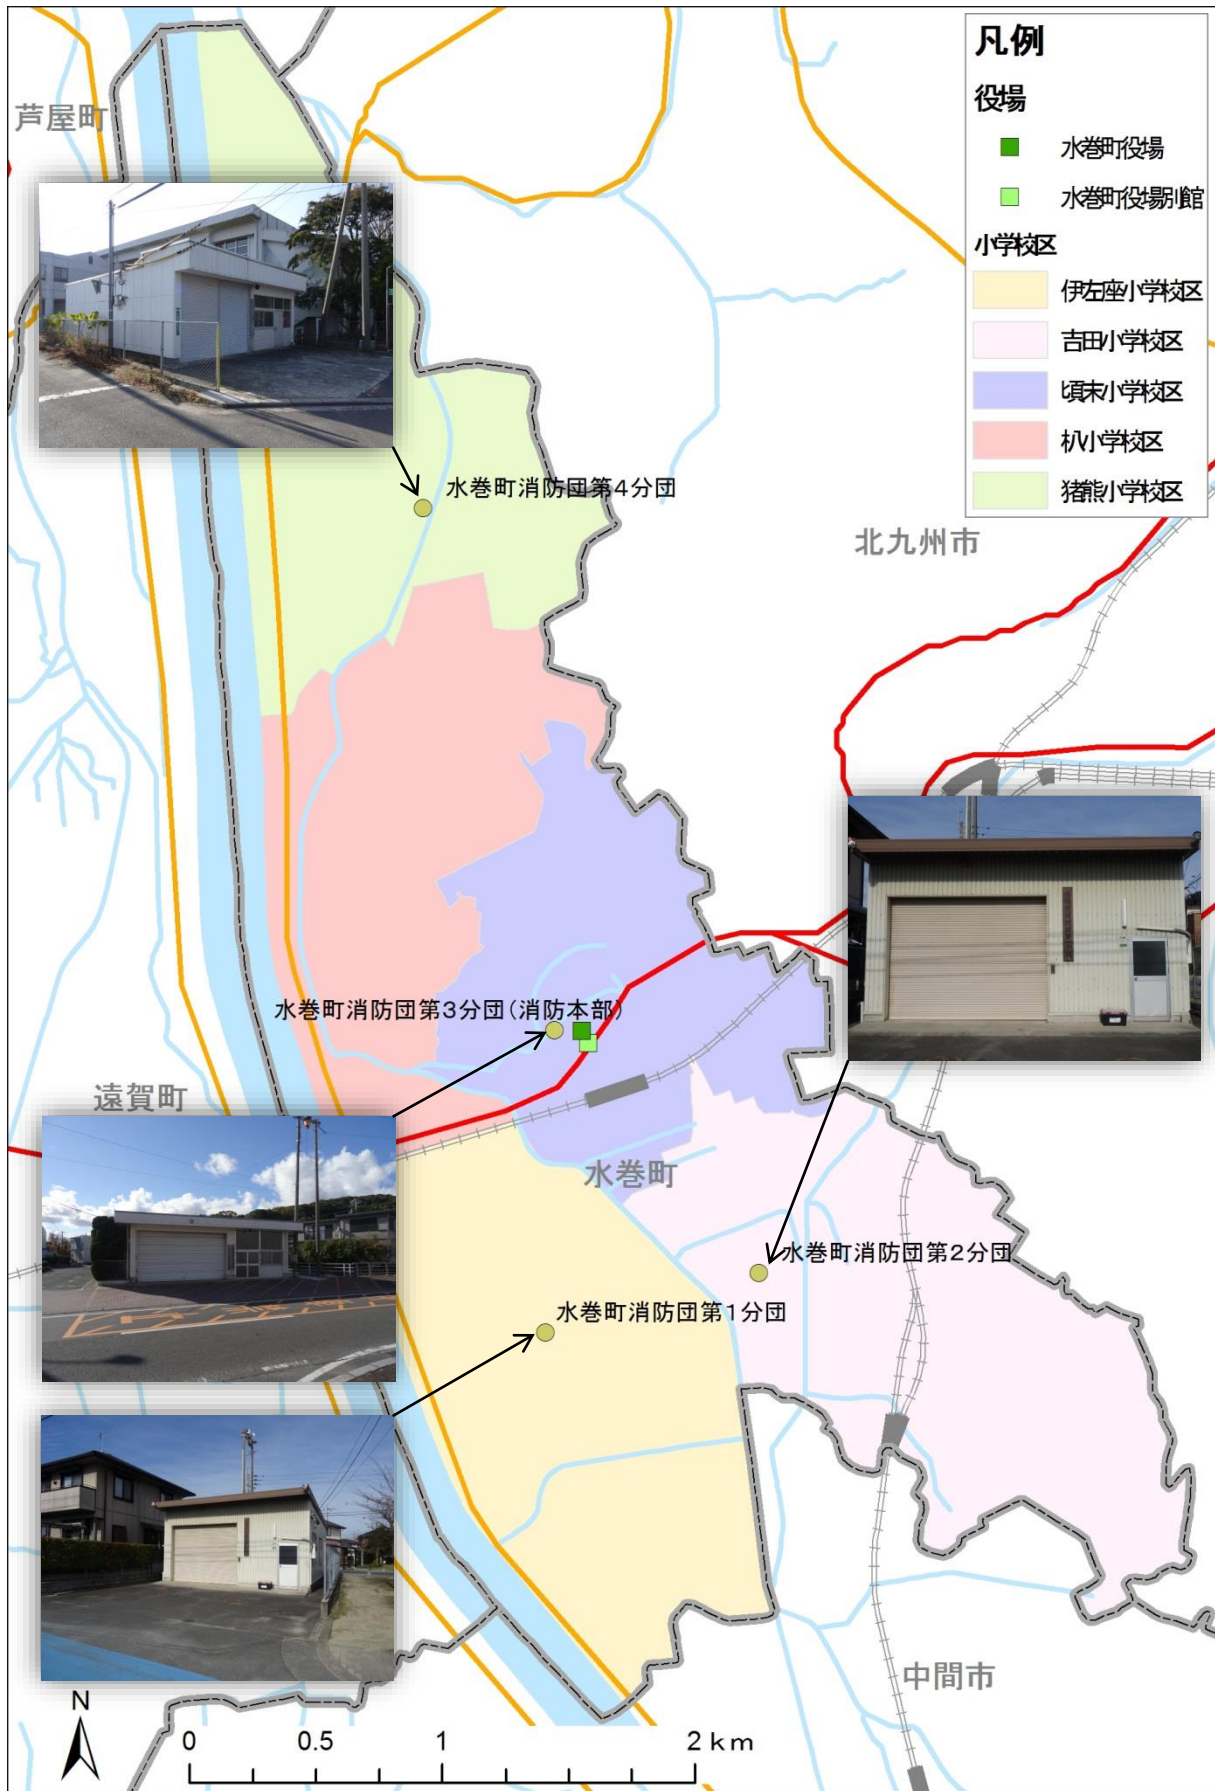 凡例
役場
水巻町役場
水巻町役場別館
小学校区
伊左座小学校区
吉田小学校区
頃末小学校区
机小学校区
猪熊小学校区
芦屋町
水巻町消防団第4分団
北九州市
水巻町消防団第3分団(消防本部)
遠賀町
水巻町
水巻町消防団第2分団
水巻町消防団第1分団
中間市
N
0 0.5 1 2 km